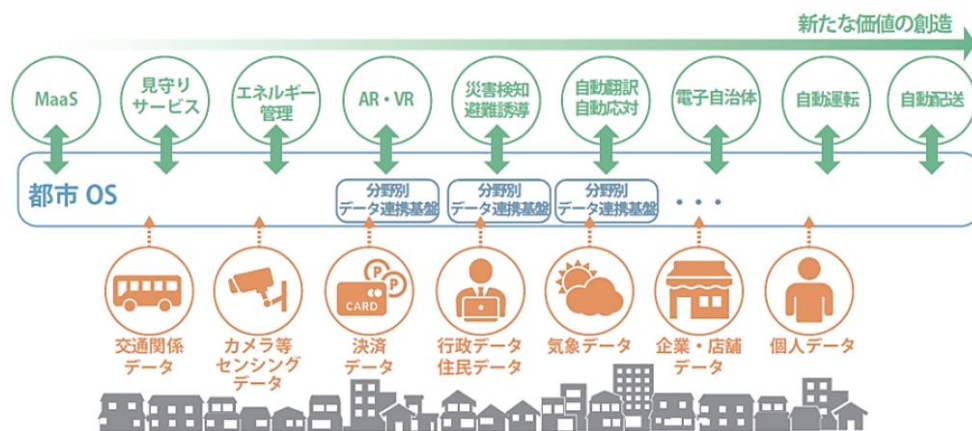 新たな価値の創造
MaaS
見守り
サービス
エネルギー
管理
AR・VR
災害検知
避難誘導
自動翻訳
自動応対
電子自治体
自動運転
自動配送
都市 OS
分野別
データ連携基盤
分野別
データ連携基盤
分野別
データ連携基盤
・・・
P
P
CARD
交通関係
データ
カメラ等
センシング
データ
決済
データ
行政データ
住民データ
気象データ
企業・店舗
データ
個人データ